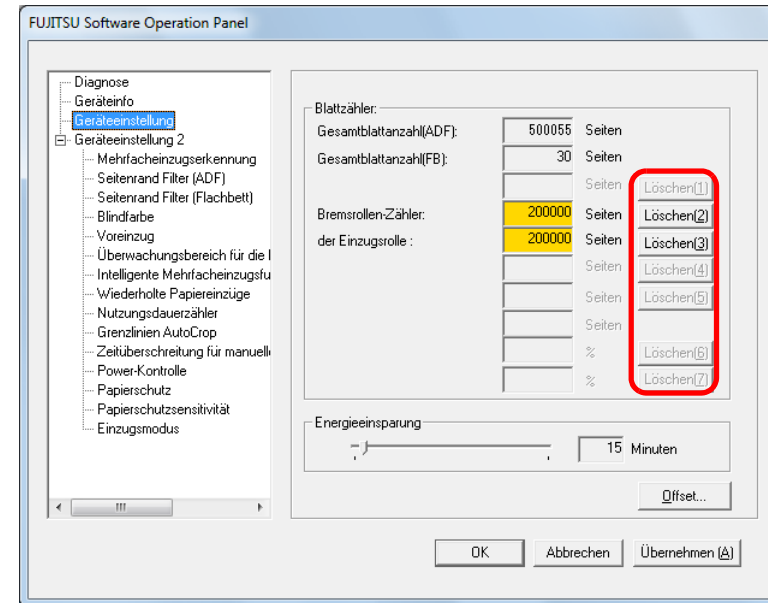 FUJITSU Software Operation Panel
Diagnose
Geräteinfo
Geräteeinstellung
Geräteeinstellung 2
Mehrfacheinzugserkennung
Seitenrand Filter (ADF)
Seitenrand Filter (Flachbett)
Blindfarbe
Voreinzug
Überwachungsbereich für die
Intelligente Mehrfacheinzugsfu
Wiederholte Papiereinzüge
Nutzungsdauerzähler
Grenzlinien AutoCrop
Zeitüberschreitung für manuell
Power-Kontrolle
Papierschutz
Papierschutzsensitivität
Einzugsmodus
Blattzähler:
Gesamtblattanzahl(ADF): 500055 Seiten
Gesamtblattanzahl(FB): 30 Seiten
Seiten Löschen(1)
Bremsrollen-Zähler: 200000 Seiten Löschen(2)
der Einzugsrolle : 200000 Seiten Löschen(3)
Seiten Löschen(4)
Seiten Löschen(5)
Seiten
% Löschen(6)
% Löschen(7)
Energieeinsparung
15 Minuten
Offset...
OK Abbrechen Übernehmen (A)